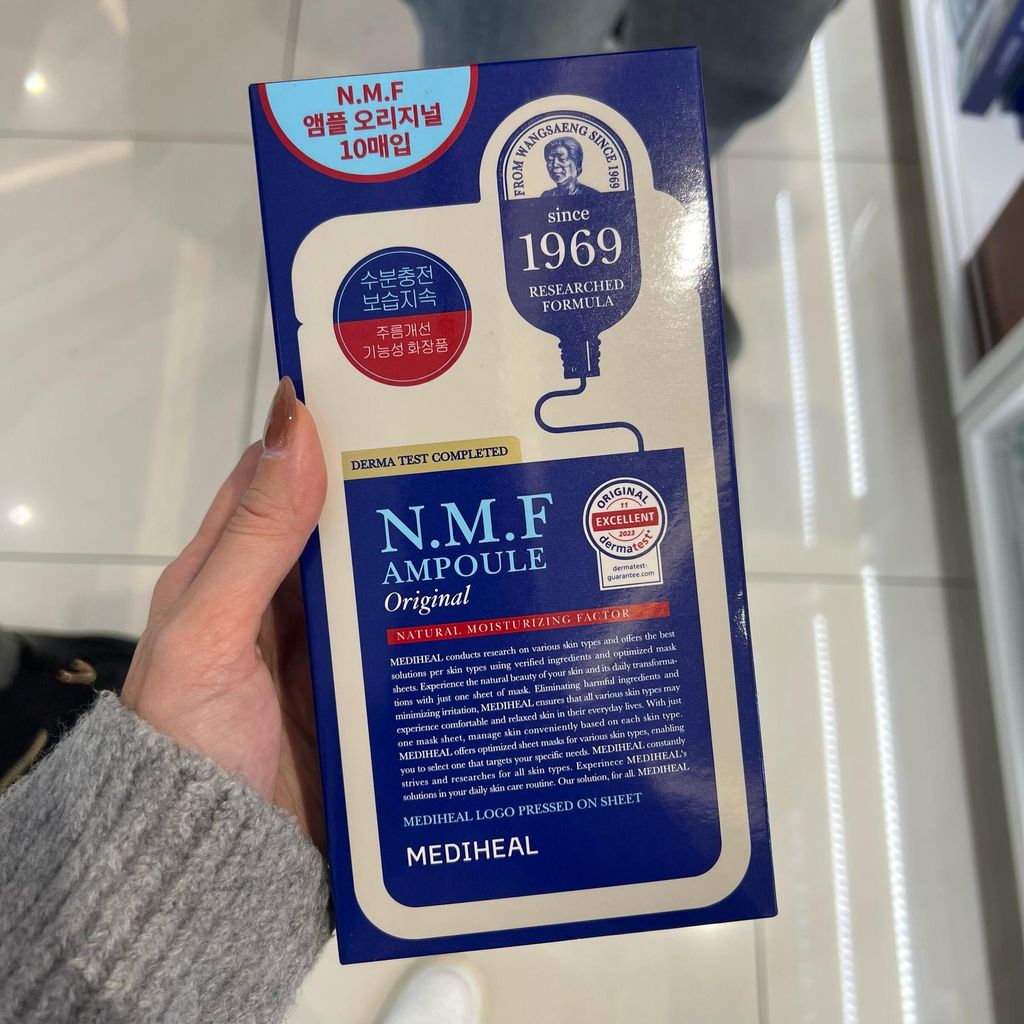 N.M.F
앰플 오리지널
10매입
FROM WANGSAENG SINCE 1969
since
1969
RESEARCHED
FORMULA
수분충전
보습지속
주름개선
기능성 화장품
DERMA TEST COMPLETED
N.M.F
AMPOULE
Original
ORIGINAL
11
EXCELLENT
2023
dermatest
dermatest-
guarantee.com
NATURAL MOISTURIZING FACTOR
MEDIHEAL conducts research on various skin types and offers the best
solutions per skin types using verified ingredients and optimized mask
sheets. Experience the natural beauty of your skin and its daily transforma-
tions with just one sheet of mask. Eliminating harmful ingredients and
minimizing irritation, MEDIHEAL ensures that all various skin types may
experience comfortable and relaxed skin in their everyday lives. With just
one mask sheet, manage skin conveniently based on each skin type.
MEDIHEAL offers optimized sheet masks for various skin types, enabling
you to select one that targets your specific needs. MEDIHEAL constantly
strives and researches for all skin types. Experinece MEDIHEAL's
solutions in your daily skin care routine. Our solution, for all. MEDIHEAL
MEDIHEAL LOGO PRESSED ON SHEET
MEDIHEAL